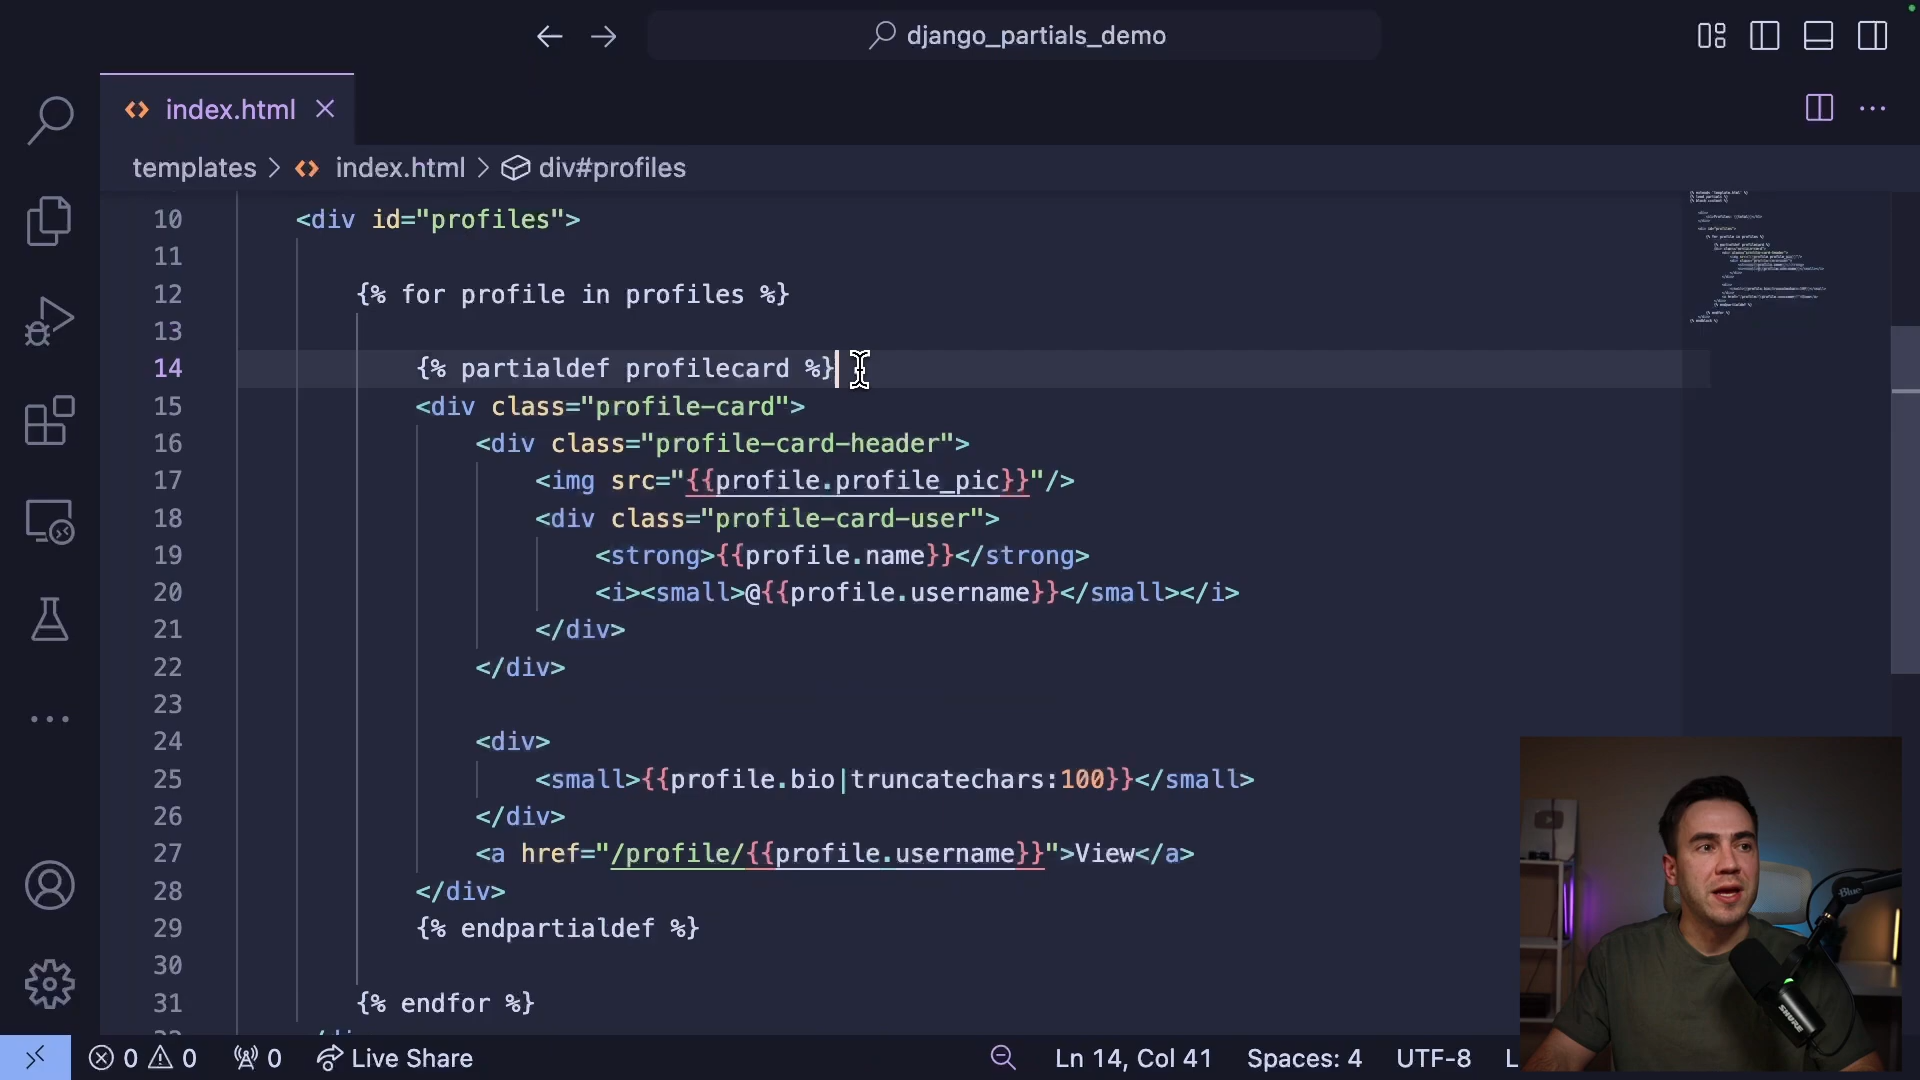 django_partials_demo
index.html
templates > index.html > div#profiles
10 <div id="profiles">
11
12 {% for profile in profiles %}
13
14 {% partialdef profilecard %}
15 <div class="profile-card">
16 <div class="profile-card-header">
17 <img src="{{profile.profile_pic}}"/>
18 <div class="profile-card-user">
19 <strong>{{profile.name}}</strong>
20 <i><small>@{{profile.username}}</small></i>
21 </div>
22 </div>
23
24 <div>
25 <small>{{profile.bio|truncatechars:100}}</small>
26 </div>
27 <a href="/profile/{{profile.username}}">View</a>
28 </div>
29 {% endpartialdef %}
30
31 {% endfor %}
0 0 0 Live Share Ln 14, Col 41 Spaces: 4 UTF-8 L
Blue
SHURE